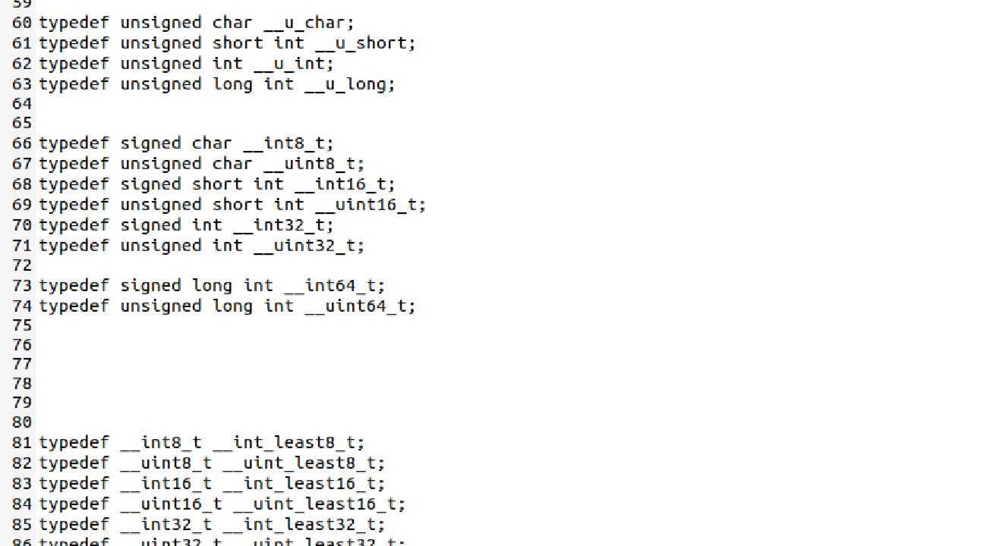 59
60 typedef unsigned char __u_char;
61 typedef unsigned short int __u_short;
62 typedef unsigned int __u_int;
63 typedef unsigned long int __u_long;
64
65
66 typedef signed char __int8_t;
67 typedef unsigned char __uint8_t;
68 typedef signed short int __int16_t;
69 typedef unsigned short int __uint16_t;
70 typedef signed int __int32_t;
71 typedef unsigned int __uint32_t;
72
73 typedef signed long int __int64_t;
74 typedef unsigned long int __uint64_t;
75
76
77
78
79
80
81 typedef __int8_t __int_least8_t;
82 typedef __uint8_t __uint_least8_t;
83 typedef __int16_t __int_least16_t;
84 typedef __uint16_t __uint_least16_t;
85 typedef __int32_t __int_least32_t;
86 typedef __uint32_t __uint_least32_t;